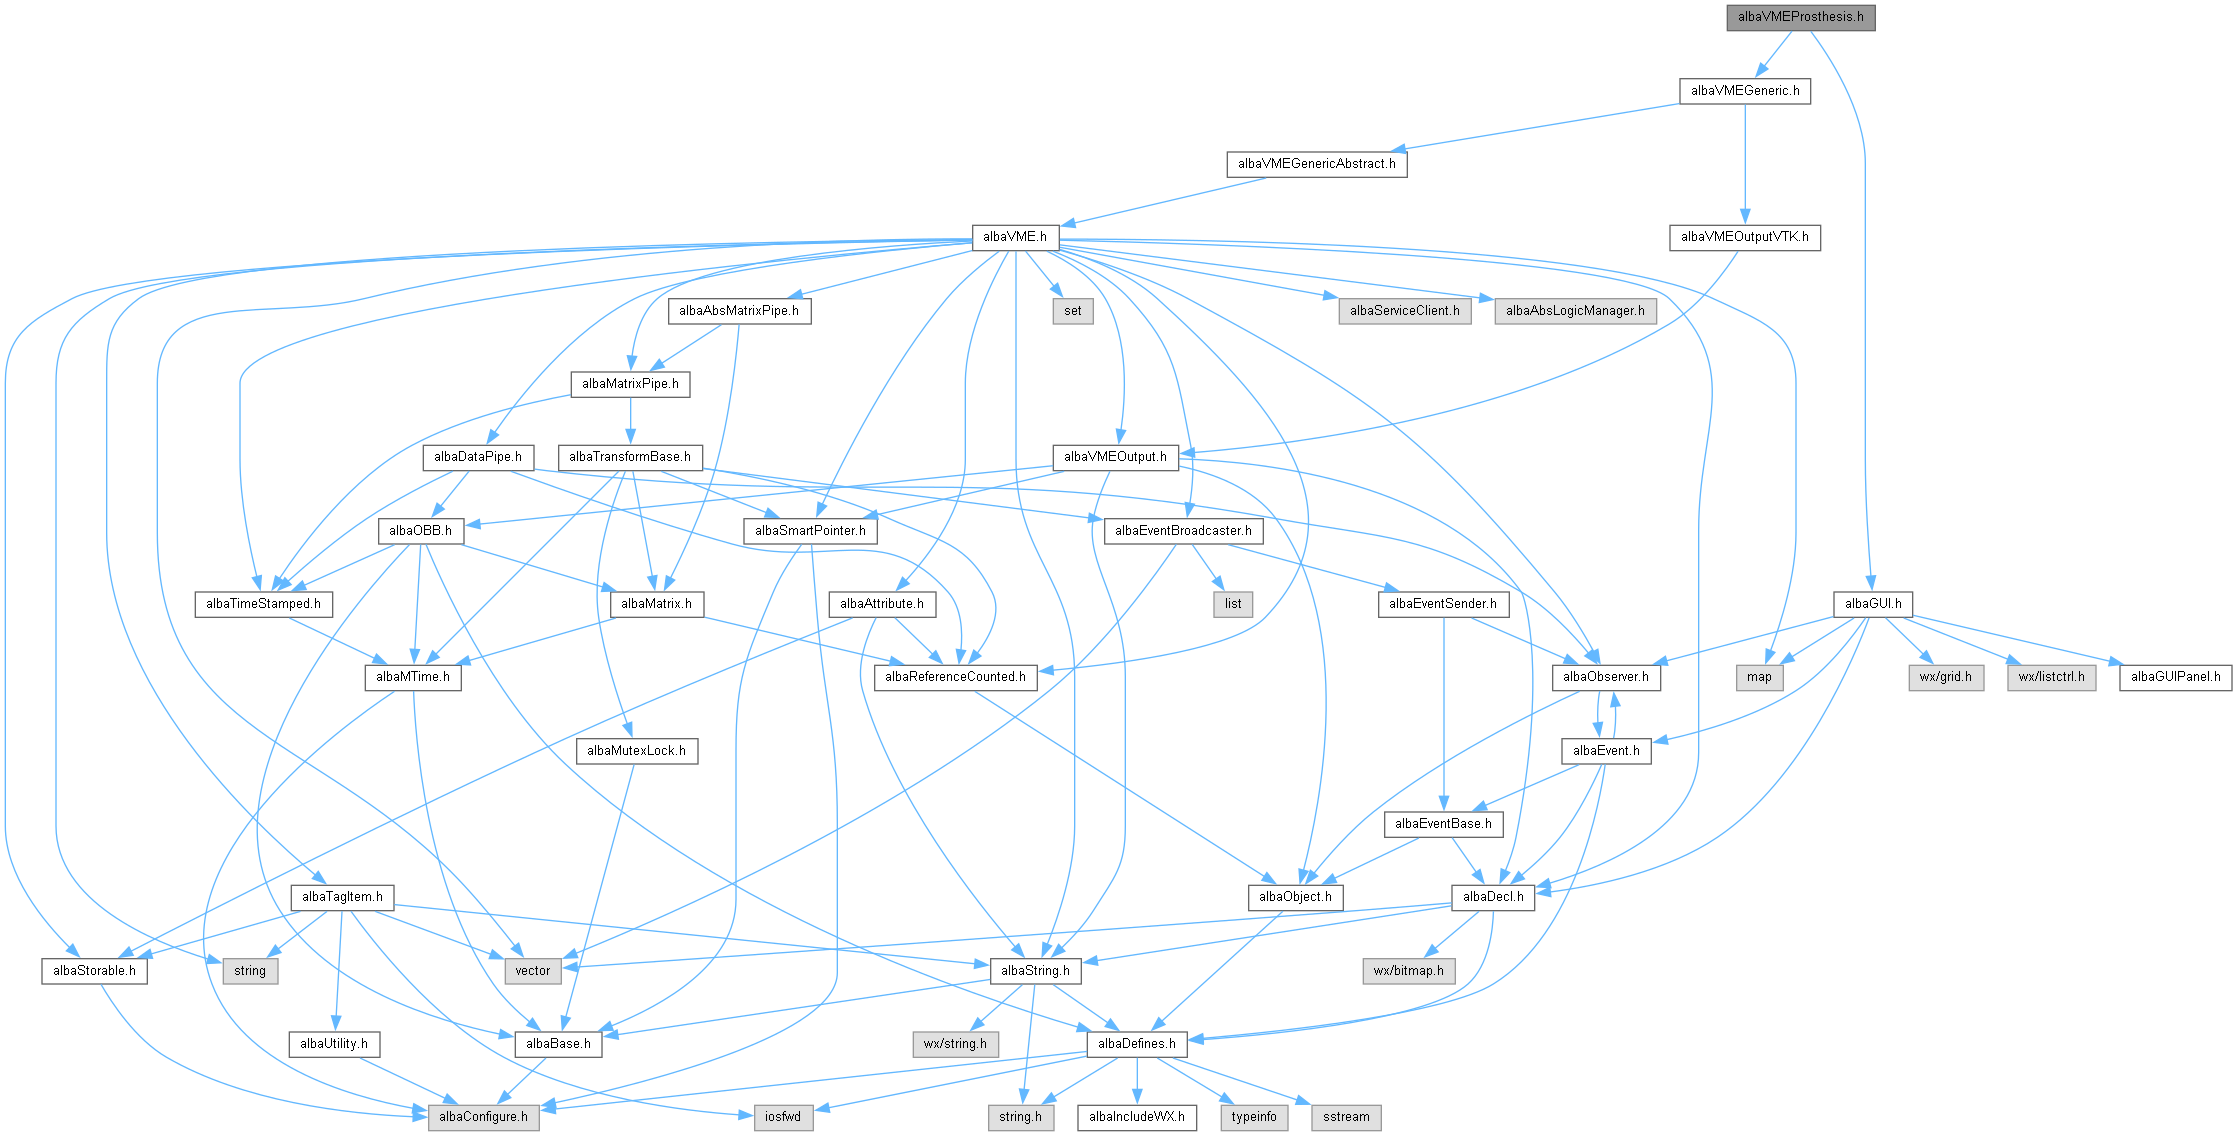 albaVMEProsthesis.h
albaVMEGeneric.h
albaVMEGenericAbstract.h
albaVME.h
albaVMEOutputVTK.h
albaAbsMatrixPipe.h
set
albaServiceClient.h
albaAbsLogicManager.h
albaMatrixPipe.h
albaDataPipe.h
albaTransformBase.h
albaVMEOutput.h
albaOBB.h
albaSmartPointer.h
albaEventBroadcaster.h
albaTimeStamped.h
albaMatrix.h
albaAttribute.h
list
albaEventSender.h
albaGUI.h
albaMTime.h
albaReferenceCounted.h
albaObserver.h
map
wx/grid.h
wx/listctrl.h
albaGUIPanel.h
albaMutexLock.h
albaEvent.h
albaEventBase.h
albaTagItem.h
albaObject.h
albaDecl.h
albaStorable.h
string
vector
albaString.h
wx/bitmap.h
albaUtility.h
albaBase.h
wx/string.h
albaDefines.h
albaConfigure.h
iosfwd
string.h
albaIncludeWX.h
typeinfo
sstream